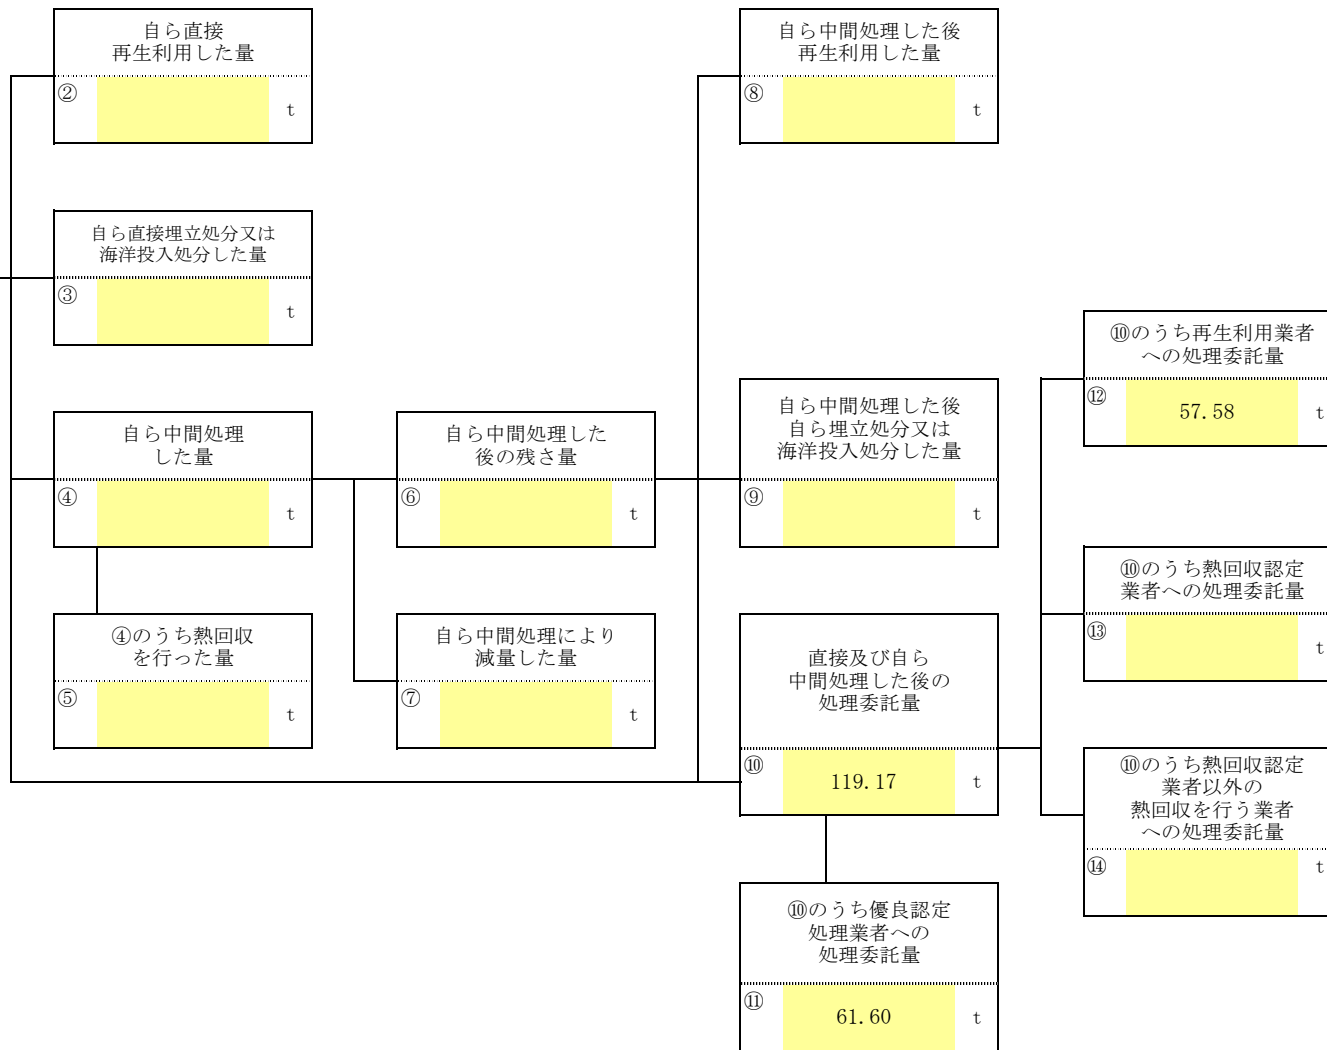 自ら直接
再生利用した量
②
t
自ら中間処理した後
再生利用した量
⑧
t
自ら直接埋立処分又は
海洋投入処分した量
③
t
⑩のうち再生利用業者
への処理委託量
⑫
57.58
t
自ら中間処理
した量
④
t
自ら中間処理した
後の残さ量
⑥
t
自ら中間処理した後
自ら埋立処分又は
海洋投入処分した量
⑨
t
⑩のうち熱回収認定
業者への処理委託量
⑬
t
④のうち熱回収
を行った量
⑤
t
自ら中間処理により
減量した量
⑦
t
直接及び自ら
中間処理した後の
処理委託量
⑩
119.17
t
⑩のうち熱回収認定
業者以外の
熱回収を行う業者
への処理委託量
⑭
t
⑩のうち優良認定
処理業者への
処理委託量
⑪
61.60
t